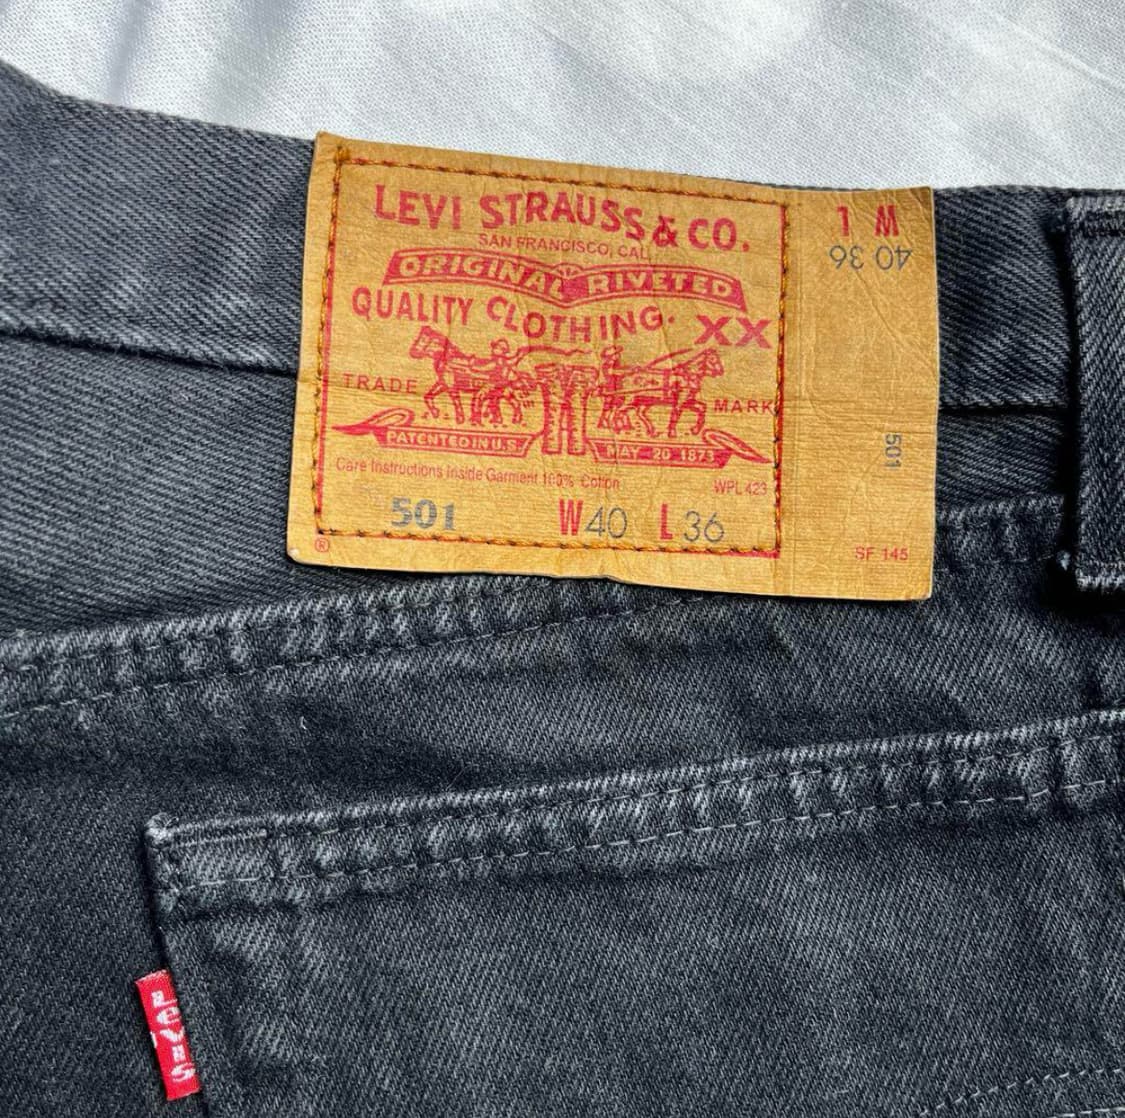 LEVI STRAUSS & CO.
SAN FRANCISCO, CAL.
ORIGINAL RIVETED
QUALITY CLOTHING. XX
TRADE MARK
PATENTED IN U.S. MAY 20 1873
Care Instructions Inside Garment 100% Cotton WPL 423
501 W40 L36
®
L W
40 36
501
SF 145
Levi's